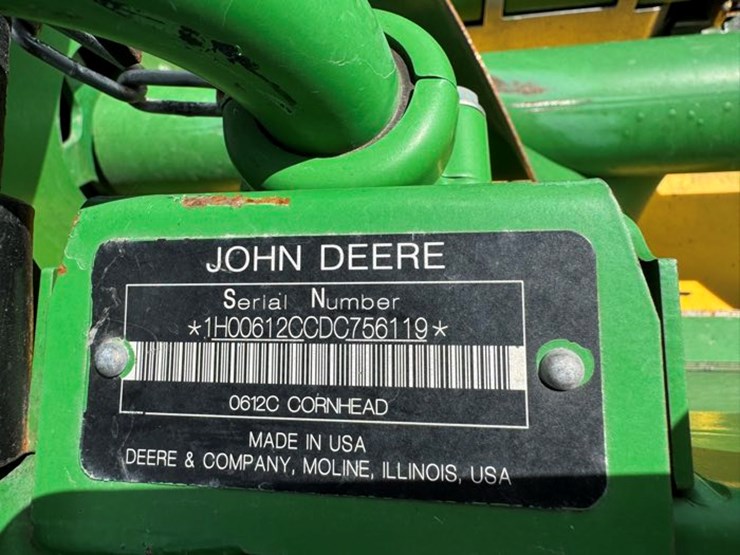 JOHN DEERE
Serial Number
*1H00612CCDC756119*
0612C CORNHEAD
MADE IN USA
DEERE & COMPANY, MOLINE, ILLINOIS, USA